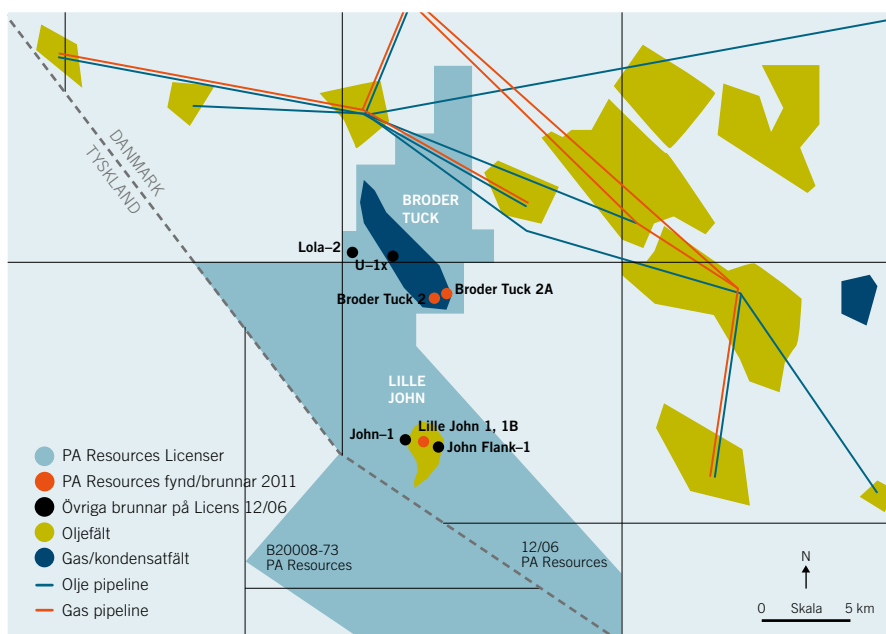 DANMARK
TYSKLAND
BRODER
TUCK
Lola–2
U–1x
Broder Tuck 2
Broder Tuck 2A
LILLE
JOHN
Lille John 1, 1B
John–1
John Flank–1
PA Resources Licenser
PA Resources fynd/brunnar 2011
Övriga brunnar på Licens 12/06
Oljefält
Gas/kondensatfält
Olje pipeline
Gas pipeline
B20008-73
PA Resources
12/06
PA Resources
N
0 Skala 5 km